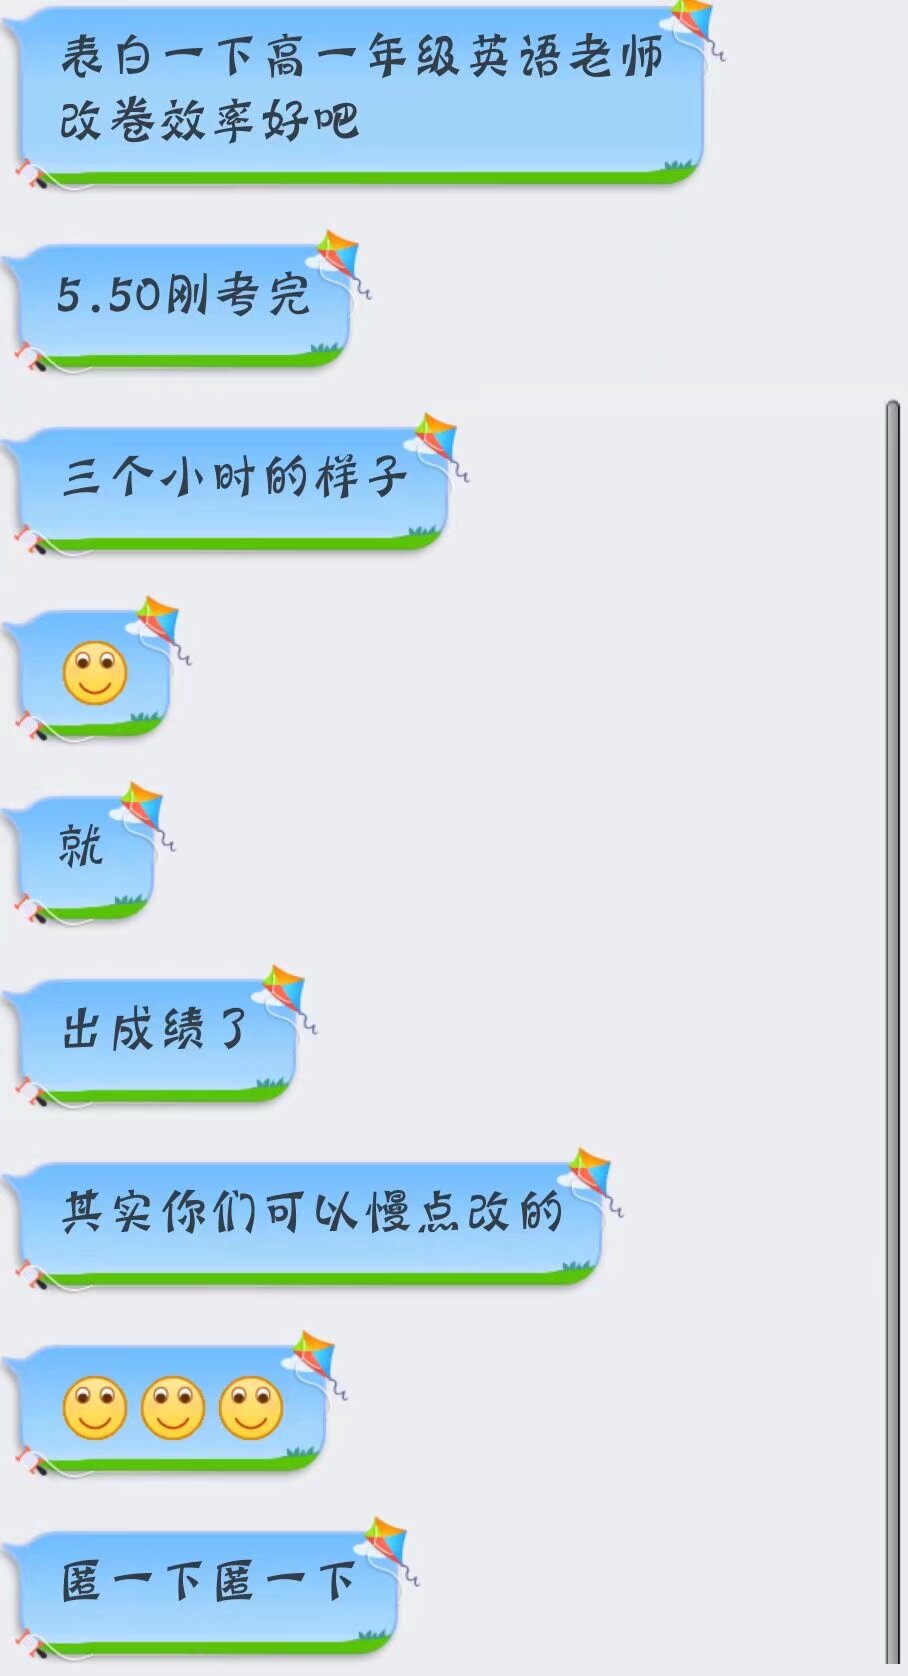 表白一下高一年级英语老师
改卷效率好吧
5.50刚考完
三个小时的样子
就
出成绩了
其实你们可以慢点改的
匿一下匿一下